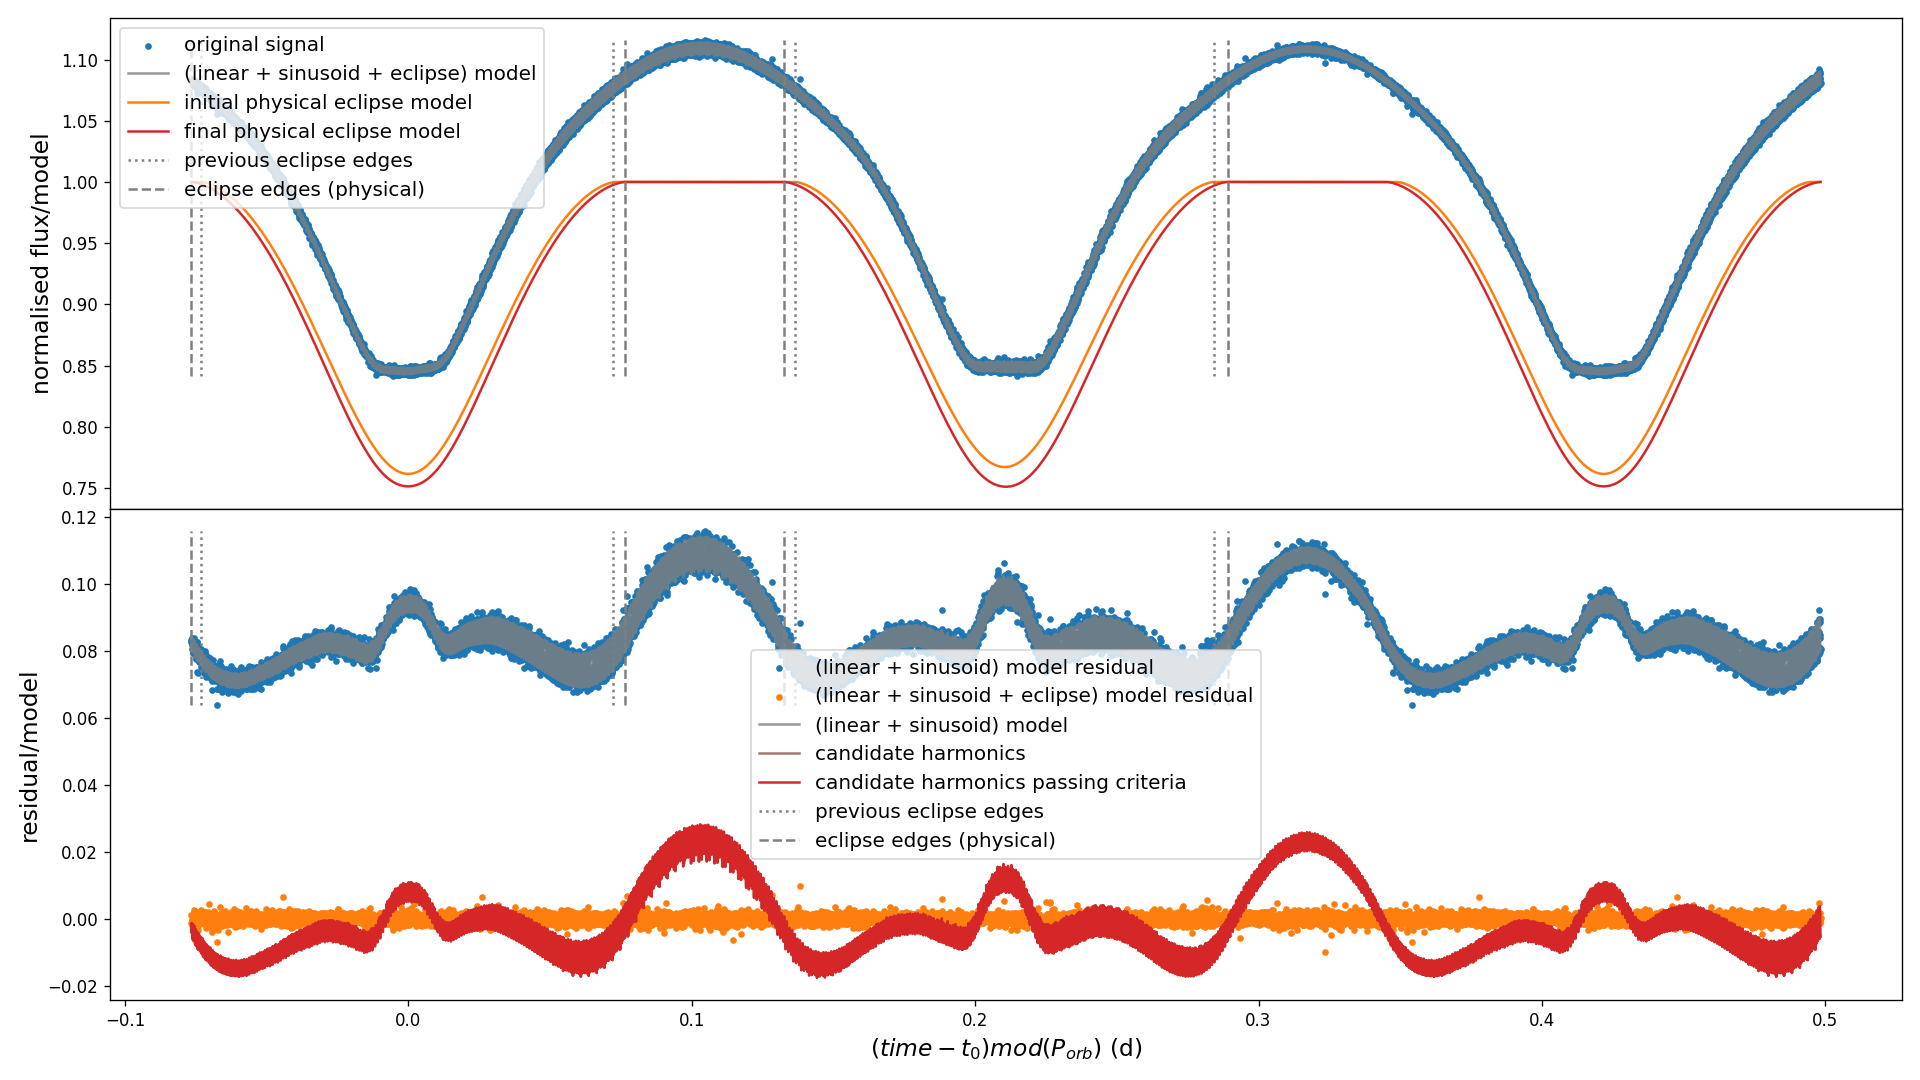 original signal
(linear + sinusoid + eclipse) model
initial physical eclipse model
final physical eclipse model
previous eclipse edges
eclipse edges (physical)
normalised flux/model
1.10
1.05
1.00
0.95
0.90
0.85
0.80
0.75
(linear + sinusoid) model residual
(linear + sinusoid + eclipse) model residual
(linear + sinusoid) model
candidate harmonics
candidate harmonics passing criteria
previous eclipse edges
eclipse edges (physical)
residual/model
0.12
0.10
0.08
0.06
0.04
0.02
0.00
−0.02
−0.1 0.0 0.1 0.2 0.3 0.4 0.5
(time − t₀)mod(P_orb) (d)